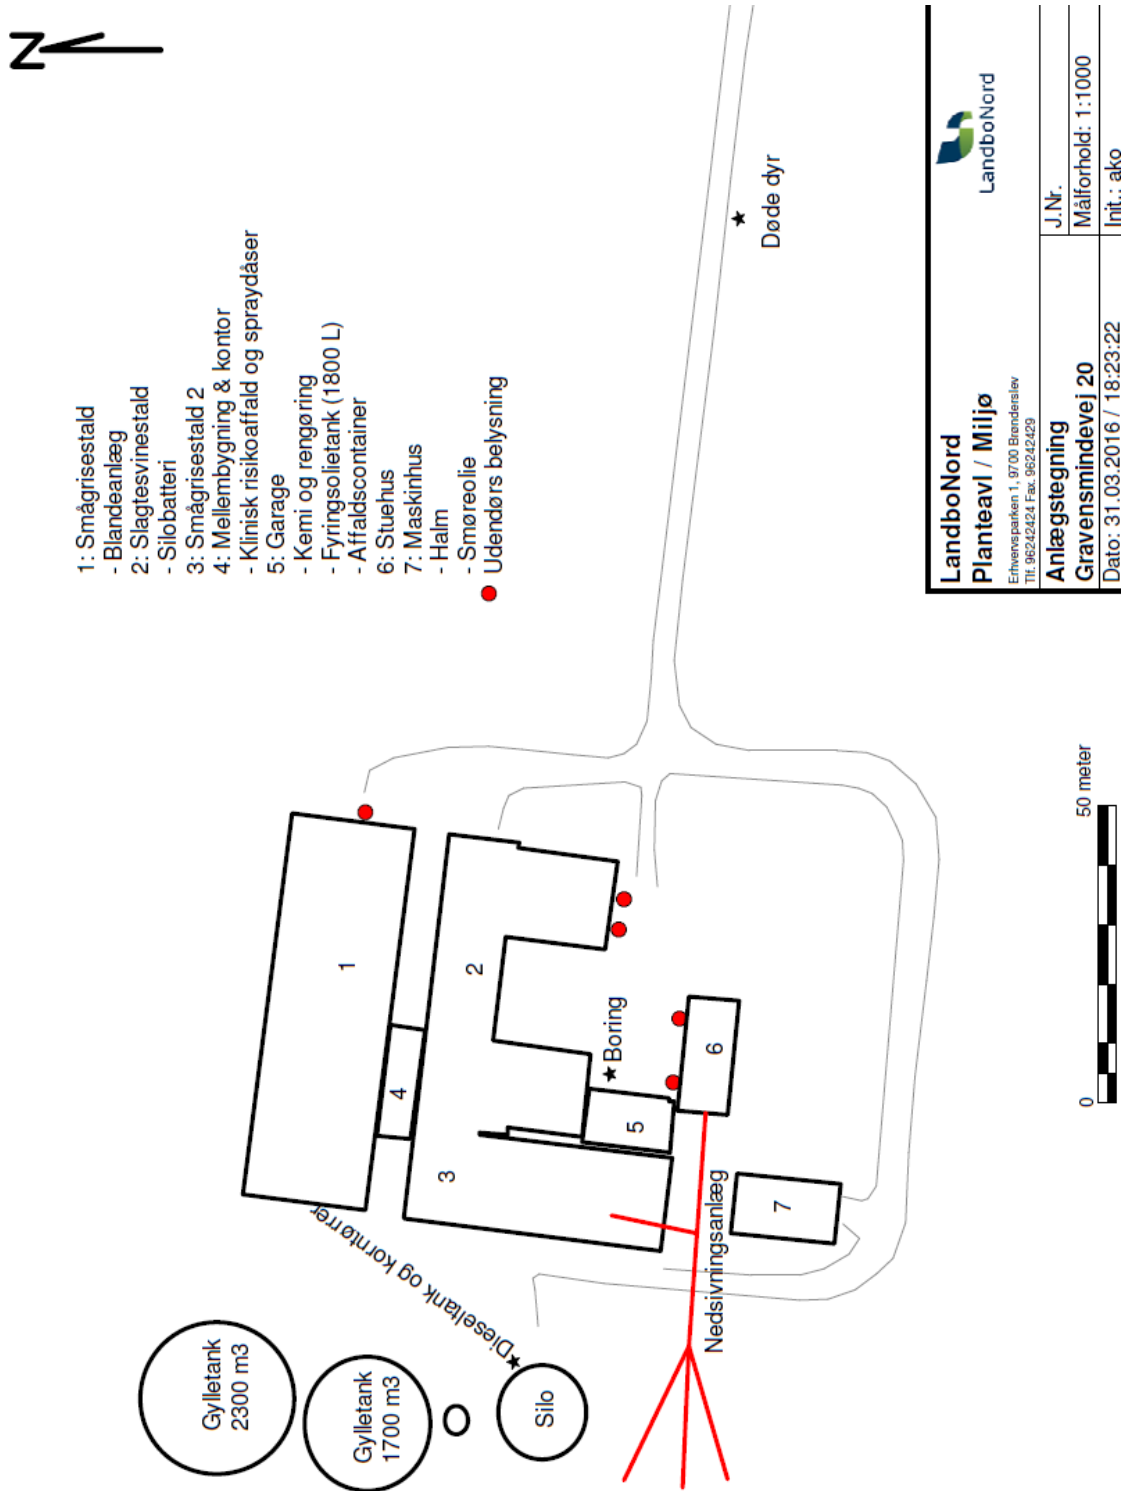 N
1: Smågrisestald
- Blandeanlæg
2: Slagtesvinestald
- Silobatteri
3: Smågrisestald 2
4: Mellembygning & kontor
- Klinisk risikoaffald og spraydåser
5: Garage
- Kemi og rengøring
- Fyringsolietank (1800 L)
- Affaldscontainer
6: Stuehus
7: Maskinhus
- Halm
- Smøreolie
Udendørs belysning
Gylletank
2300 m3
Gylletank
1700 m3
Silo
Dieseltank og korntørrer
1
4
2
3
5
Boring
6
7
Nedsivningsanlæg
Døde dyr
0
50 meter
LandboNord
Planteavl / Miljø
LandboNord
Erhvervsparken 1, 9700 Brønderslev
Tlf. 96242424 Fax. 96242429
Anlægstegning
J.Nr.
Gravensmindevej 20
Målforhold: 1:1000
Dato: 31.03.2016 / 18:23:22
Init.: ako